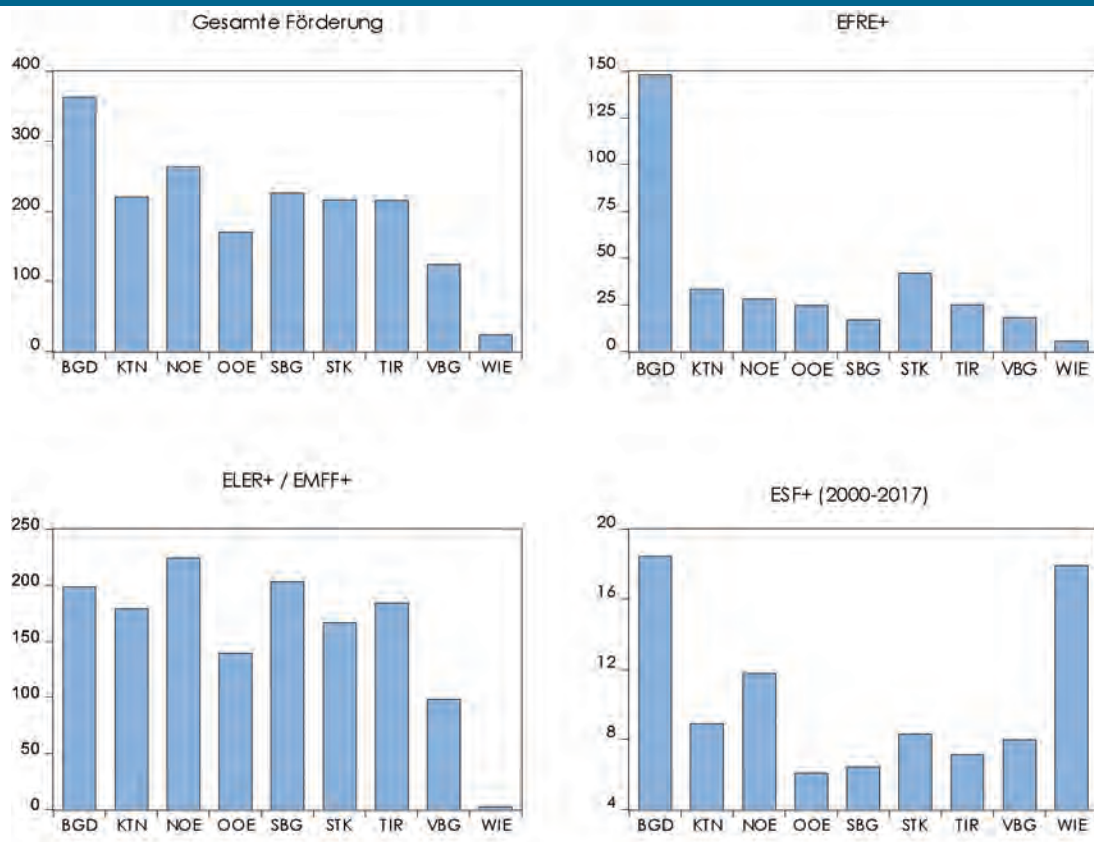 Gesamte Förderung
400
300
200
100
0
BGD KTN NOE OOE SBG STK TIR VBG WIE
EFRE+
150
125
100
75
50
25
0
BGD KTN NOE OOE SBG STK TIR VBG WIE
ELER+ / EMFF+
250
200
150
100
50
0
BGD KTN NOE OOE SBG STK TIR VBG WIE
ESF+ (2000-2017)
20
16
12
8
4
BGD KTN NOE OOE SBG STK TIR VBG WIE